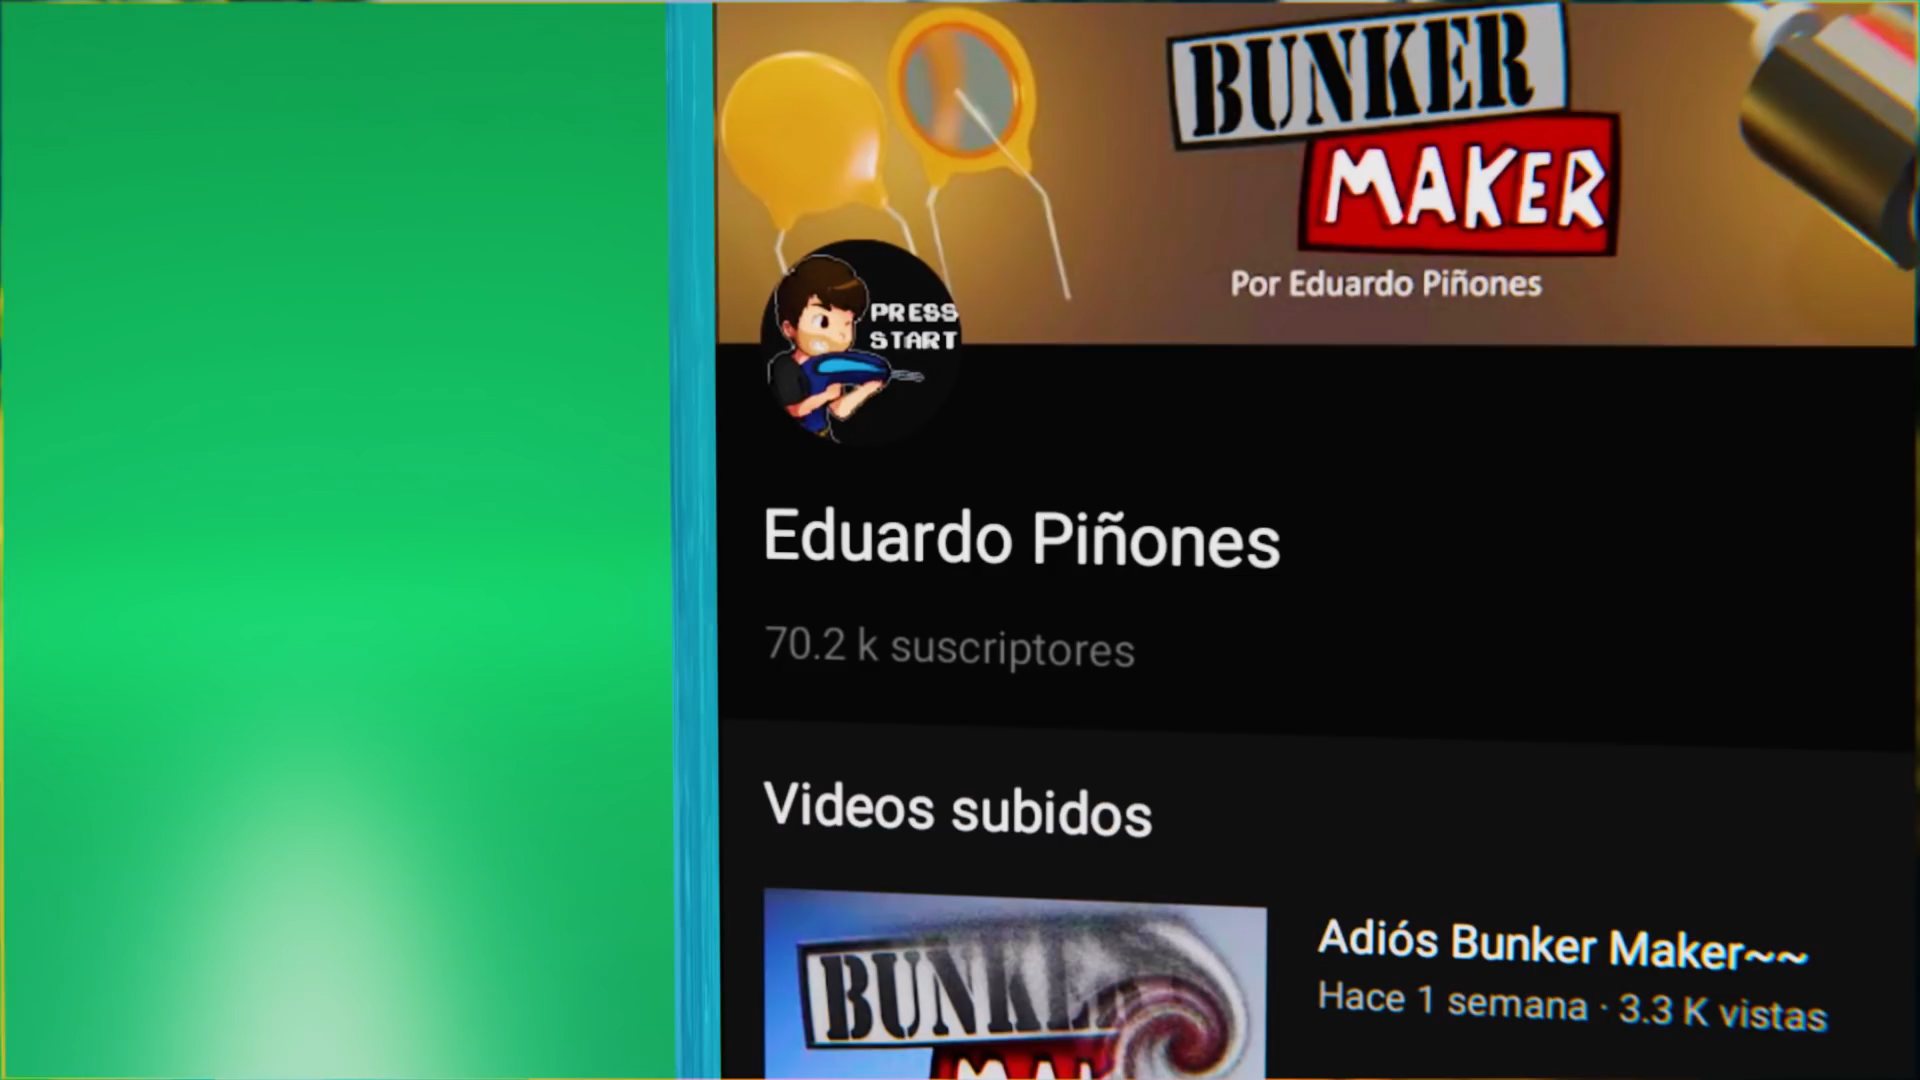 BUNKER
MAKER
Por Eduardo Piñones
PRESS
START
Eduardo Piñones
70.2 k suscriptores
Videos subidos
Adiós Bunker Maker~~
Hace 1 semana · 3.3 K vistas
BUNKER